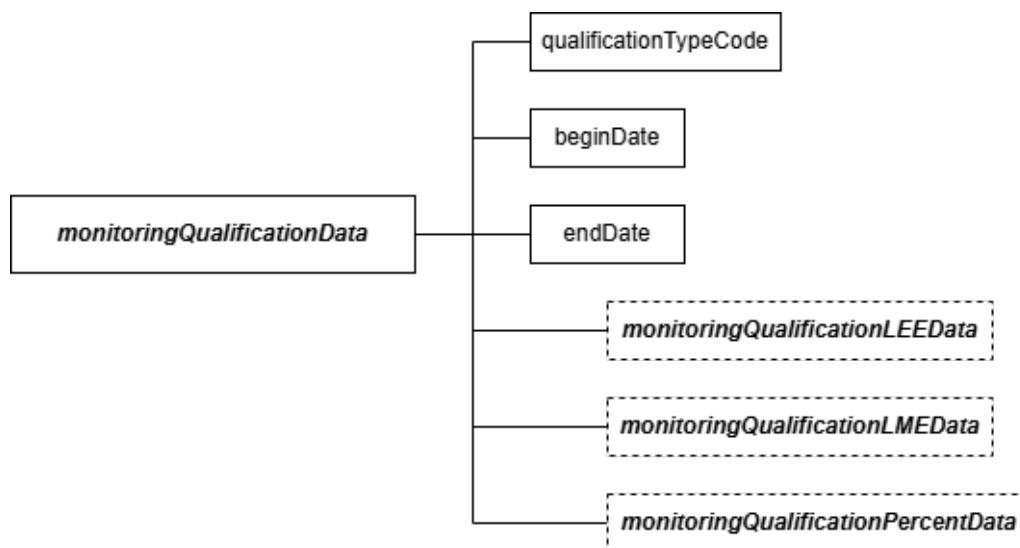 qualificationTypeCode
beginDate
monitoringQualificationData
endDate
monitoringQualificationLEEData
monitoringQualificationLMEData
monitoringQualificationPercentData